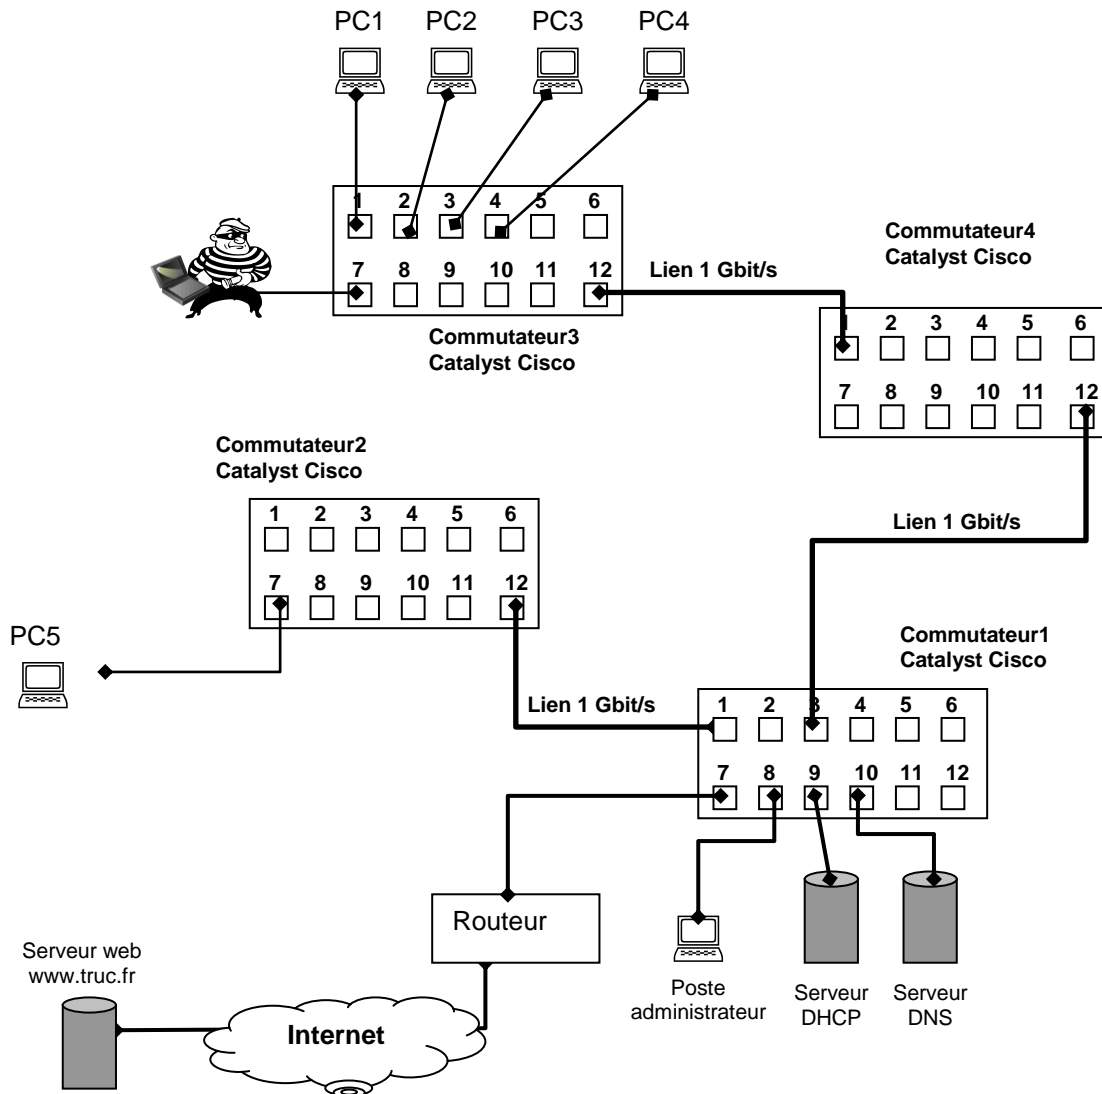 PC1 PC2 PC3 PC4
1 2 3 4 5 6
7 8 9 10 11 12
Commutateur3
Catalyst Cisco
Lien 1 Gbit/s
Commutateur4
Catalyst Cisco
1 2 3 4 5 6
7 8 9 10 11 12
Lien 1 Gbit/s
Commutateur2
Catalyst Cisco
1 2 3 4 5 6
7 8 9 10 11 12
PC5
Lien 1 Gbit/s
Commutateur1
Catalyst Cisco
1 2 3 4 5 6
7 8 9 10 11 12
Routeur
Serveur web
www.truc.fr
Internet
Poste
administrateur
Serveur
DHCP
Serveur
DNS